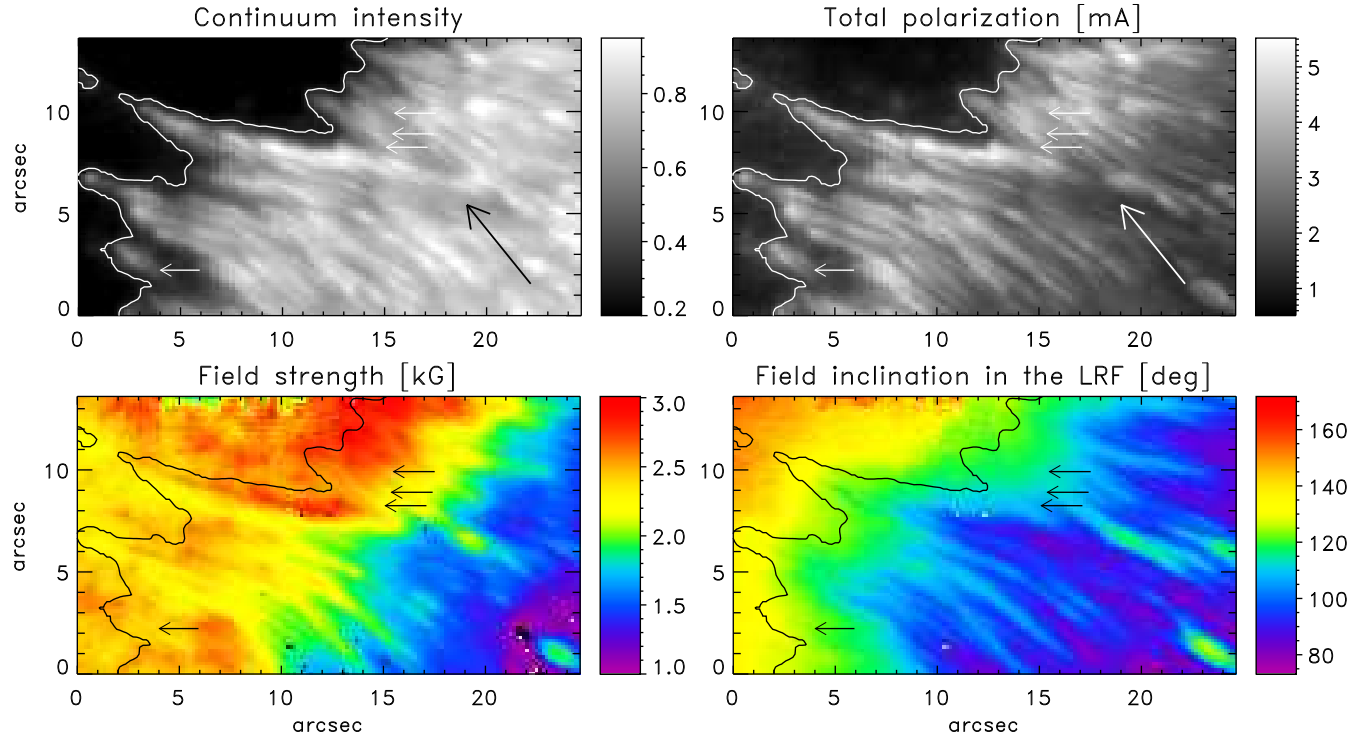 Continuum intensity
Total polarization [mA]
arcsec
10
5
0
0 5 10 15 20
0.8
0.6
0.4
0.2
10
5
0
0 5 10 15 20
5
4
3
2
1
Field strength [kG]
Field inclination in the LRF [deg]
arcsec
10
5
0
0 5 10 15 20
arcsec
3.0
2.5
2.0
1.5
1.0
10
5
0
0 5 10 15 20
arcsec
160
140
120
100
80